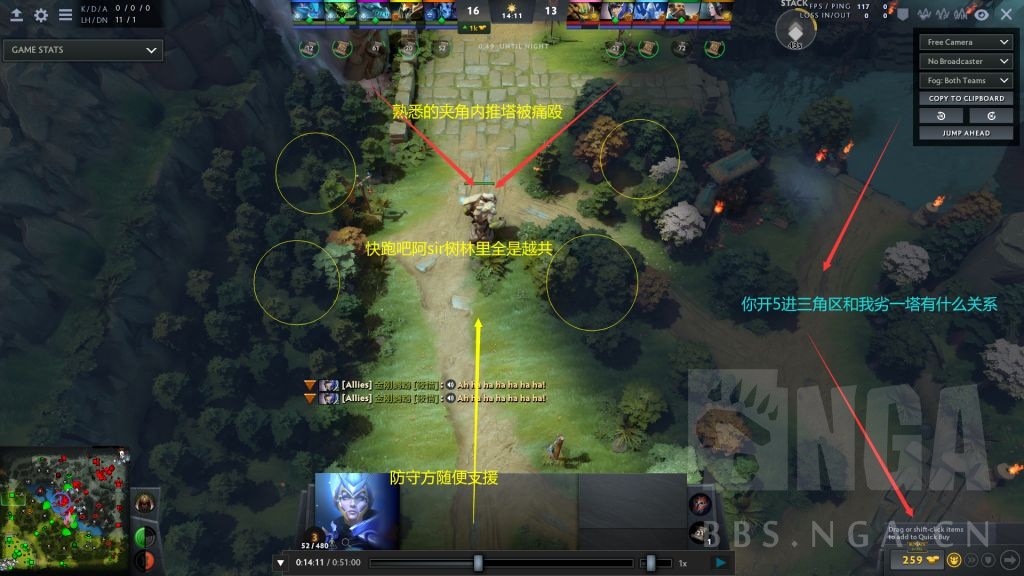 K/D/A 0/0/0
LH/DN 11/1
16
14:11
13
1k
0:49 UNTIL NIGHT
STACK
FPS / PING 117 0
LOSS IN/OUT 0 0
GAME STATS
Free Camera
No Broadcaster
Fog: Both Teams
COPY TO CLIPBOARD
JUMP AHEAD
熟悉的夹角内推塔被痛殴
快跑吧阿sir树林里全是越共
你开5进三角区和我劣一塔有什么关系
[Allies] Ah ha ha ha ha ha ha!
[Allies] Ah ha ha ha ha ha ha!
防守方随便支援
NGA
BBS.NGA.CN
Drag or shift-click items
to add to Quick Buy
3
52 / 480
259
0:14:11
0:51:00
1x